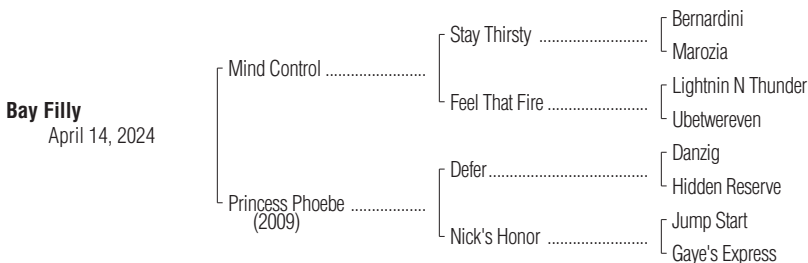 Bernardini
Stay Thirsty ............................
Marozia
Mind Control ..........................
Lightnin N Thunder
Feel That Fire ..........................
Ubetwereven
Bay Filly
April 14, 2024
Danzig
Defer.........................................
Hidden Reserve
Princess Phoebe ...................
(2009)
Jump Start
Nick's Honor ..........................
Gaye's Express